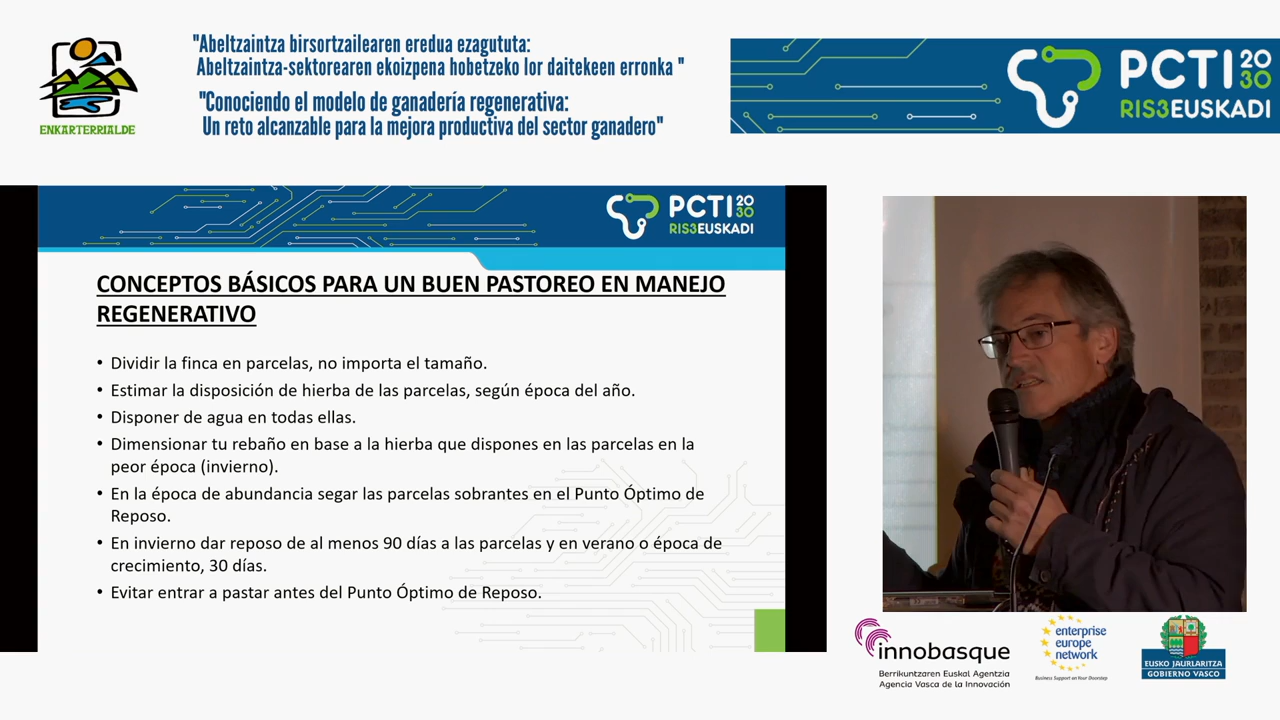 "Abeltzaintza birsortzailearen eredua ezagututa:
Abeltzaintza-sektorearen ekoizpena hobetzeko lor daitekeen erronka "
"Conociendo el modelo de ganadería regenerativa:
Un reto alcanzable para la mejora productiva del sector ganadero"
ENKARTERRIALDE
PCTI 2030
RIS3EUSKADI
PCTI 2030
RIS3EUSKADI
CONCEPTOS BÁSICOS PARA UN BUEN PASTOREO EN MANEJO
REGENERATIVO
• Dividir la finca en parcelas, no importa el tamaño.
• Estimar la disposición de hierba de las parcelas, según época del año.
• Disponer de agua en todas ellas.
• Dimensionar tu rebaño en base a la hierba que dispones en las parcelas en la
peor época (invierno).
• En la época de abundancia segar las parcelas sobrantes en el Punto Óptimo de
Reposo.
• En invierno dar reposo de al menos 90 días a las parcelas y en verano o época de
crecimiento, 30 días.
• Evitar entrar a pastar antes del Punto Óptimo de Reposo.
innobasque
Berrikuntzaren Euskal Agentzia
Agencia Vasca de la Innovación
enterprise
europe
network
Business Support on Your Doorstep
EUSKO JAURLARITZA
GOBIERNO VASCO